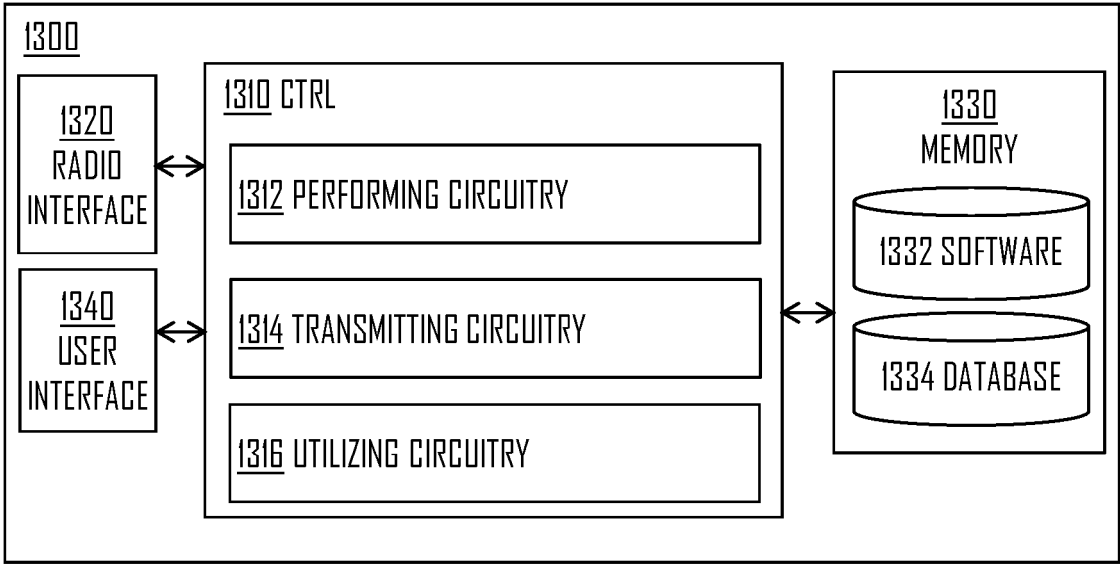 1300
1320
RADIO
INTERFACE
1340
USER
INTERFACE
1310 CTRL
1312 PERFORMING CIRCUITRY
1314 TRANSMITTING CIRCUITRY
1316 UTILIZING CIRCUITRY
1330
MEMORY
1332 SOFTWARE
1334 DATABASE